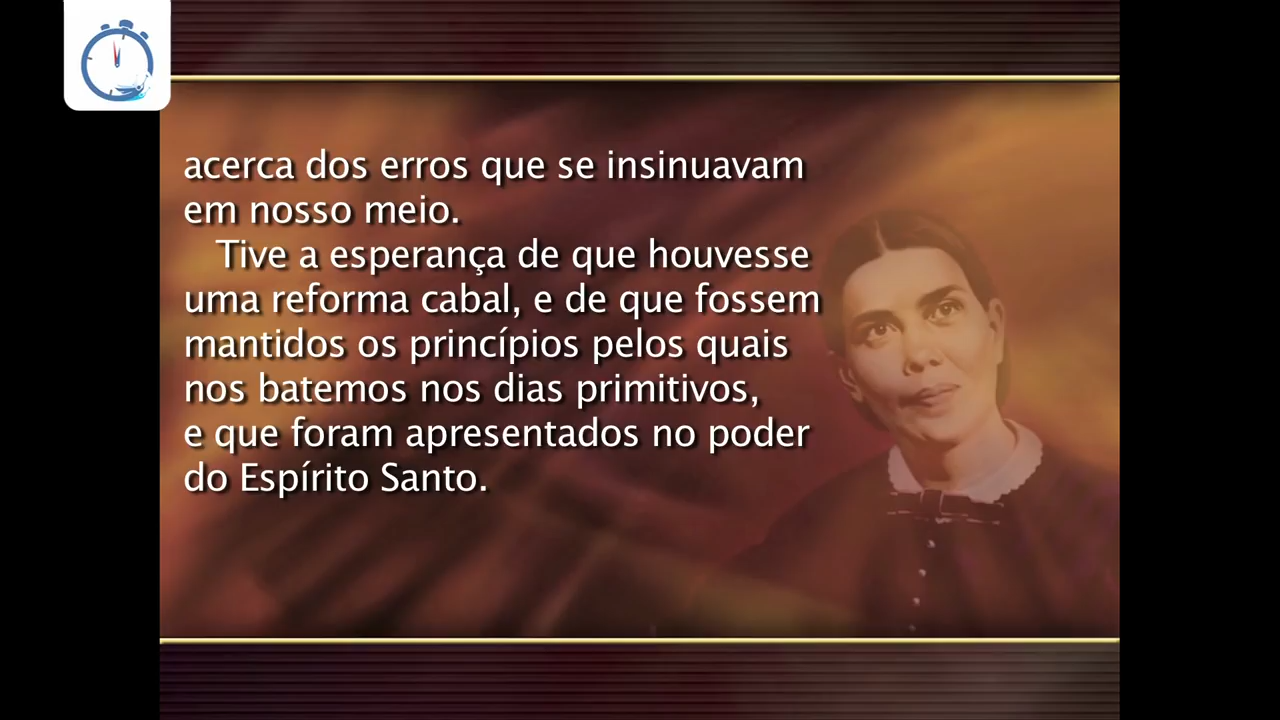 acerca dos erros que se insinuavam
em nosso meio.
Tive a esperança de que houvesse
uma reforma cabal, e de que fossem
mantidos os princípios pelos quais
nos batemos nos dias primitivos,
e que foram apresentados no poder
do Espírito Santo.